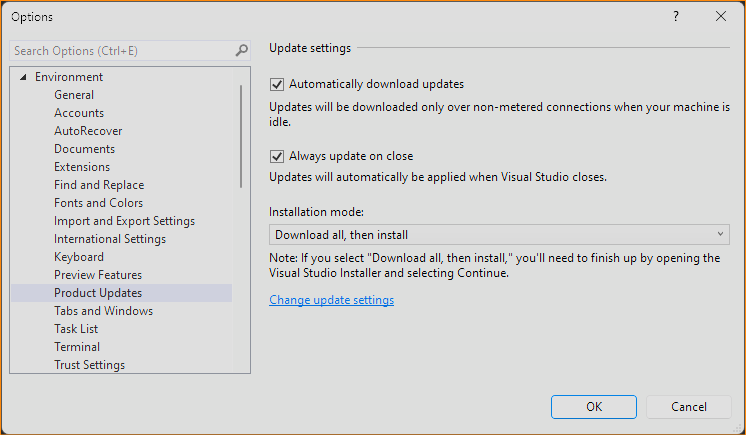 Options
?
Search Options (Ctrl+E)
Environment
General
Accounts
AutoRecover
Documents
Extensions
Find and Replace
Fonts and Colors
Import and Export Settings
International Settings
Keyboard
Preview Features
Product Updates
Tabs and Windows
Task List
Terminal
Trust Settings
Update settings
Automatically download updates
Updates will be downloaded only over non-metered connections when your machine is
idle.
Always update on close
Updates will automatically be applied when Visual Studio closes.
Installation mode:
Download all, then install
Note: If you select "Download all, then install," you'll need to finish up by opening the
Visual Studio Installer and selecting Continue.
Change update settings
OK
Cancel